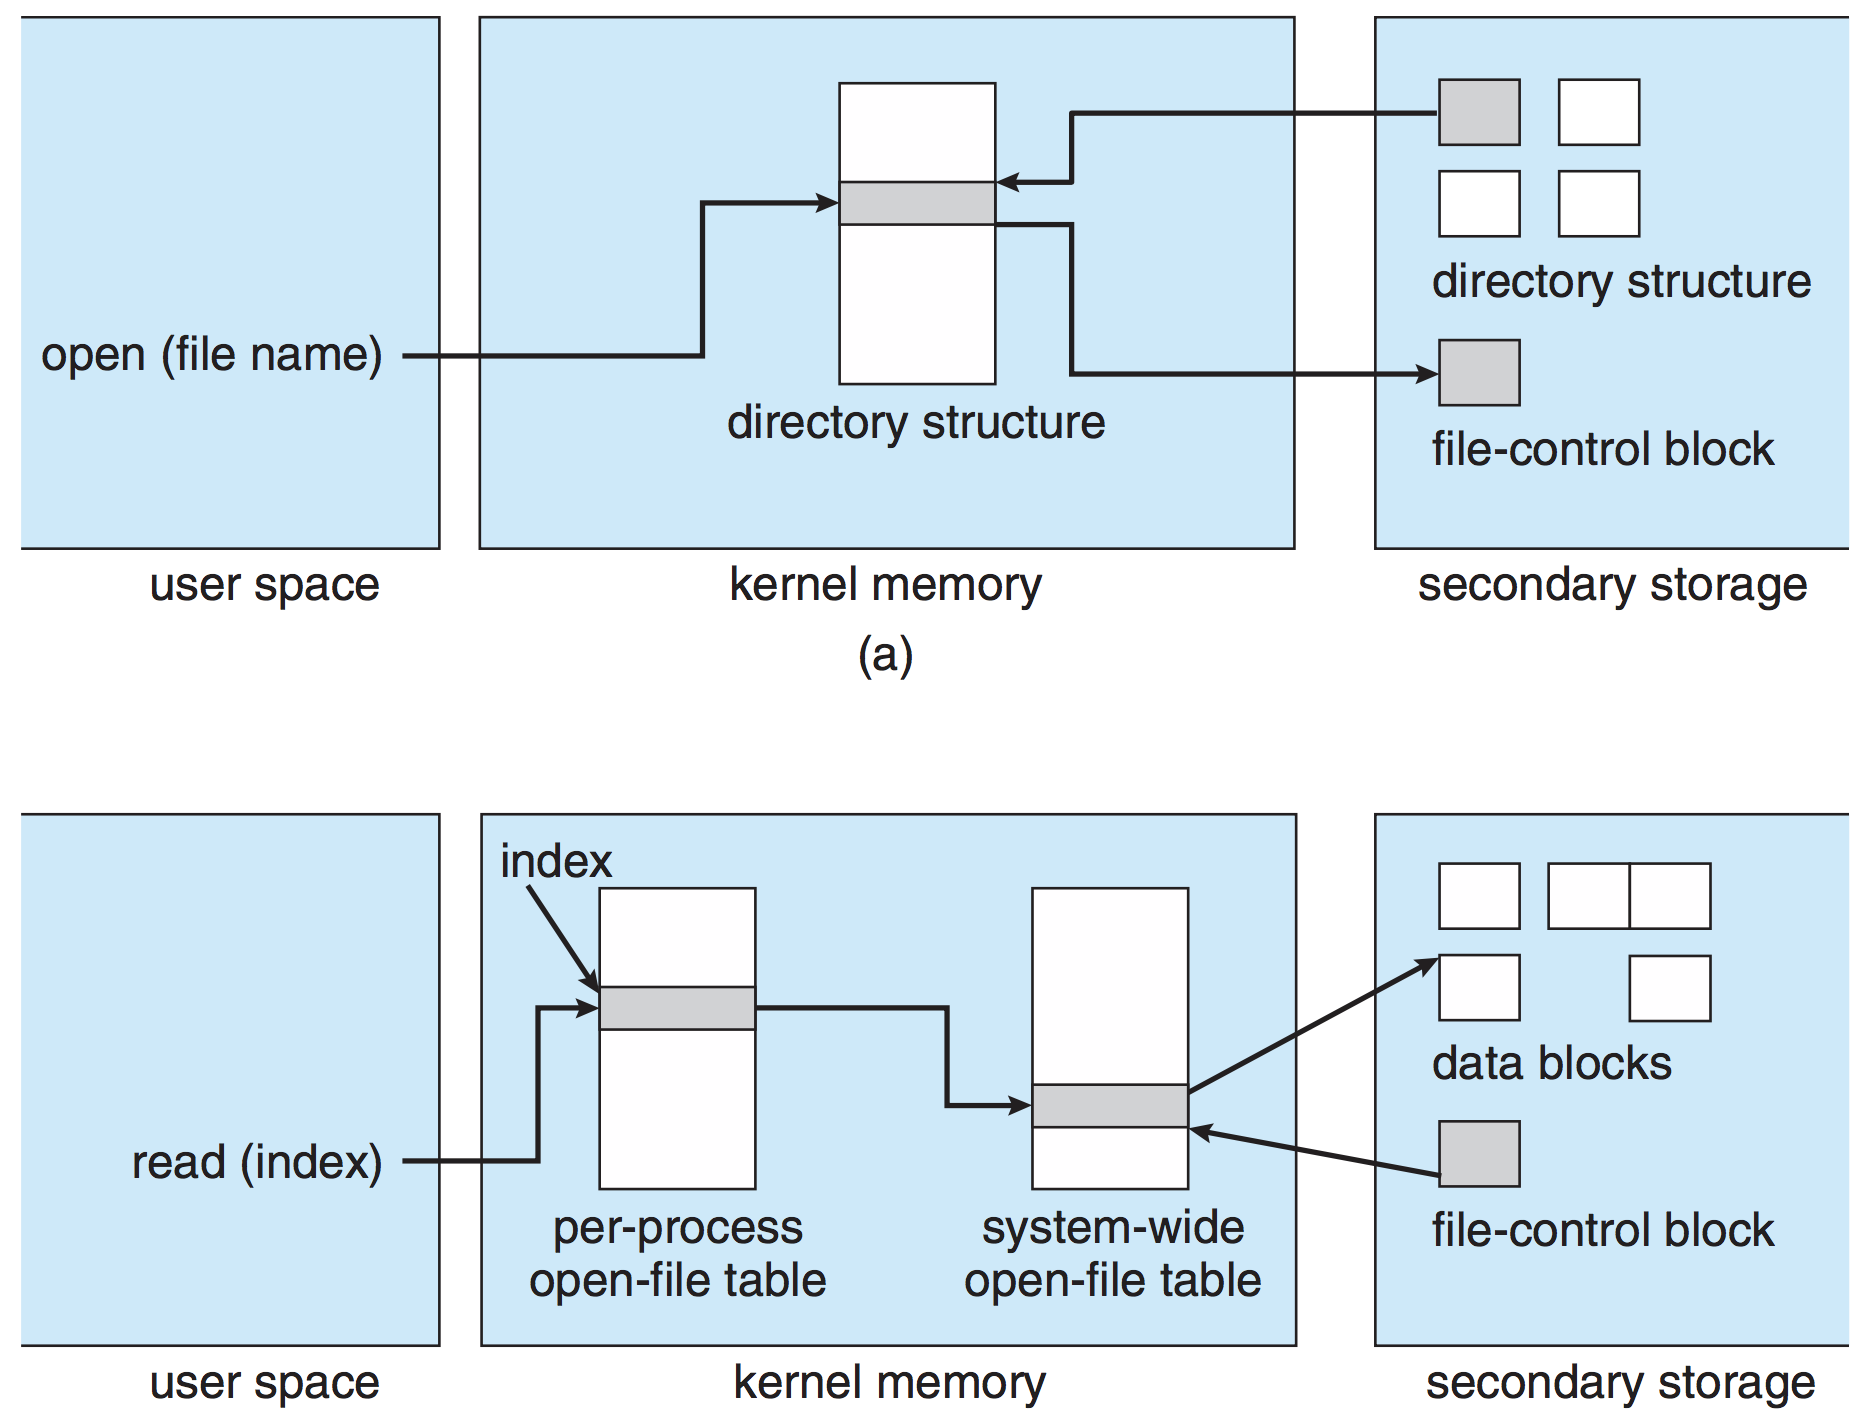 directory structure
open (file name)
directory structure
file-control block
user space
kernel memory
secondary storage
(a)
index
data blocks
read (index)
per-process
open-file table
system-wide
open-file table
file-control block
user space
kernel memory
secondary storage